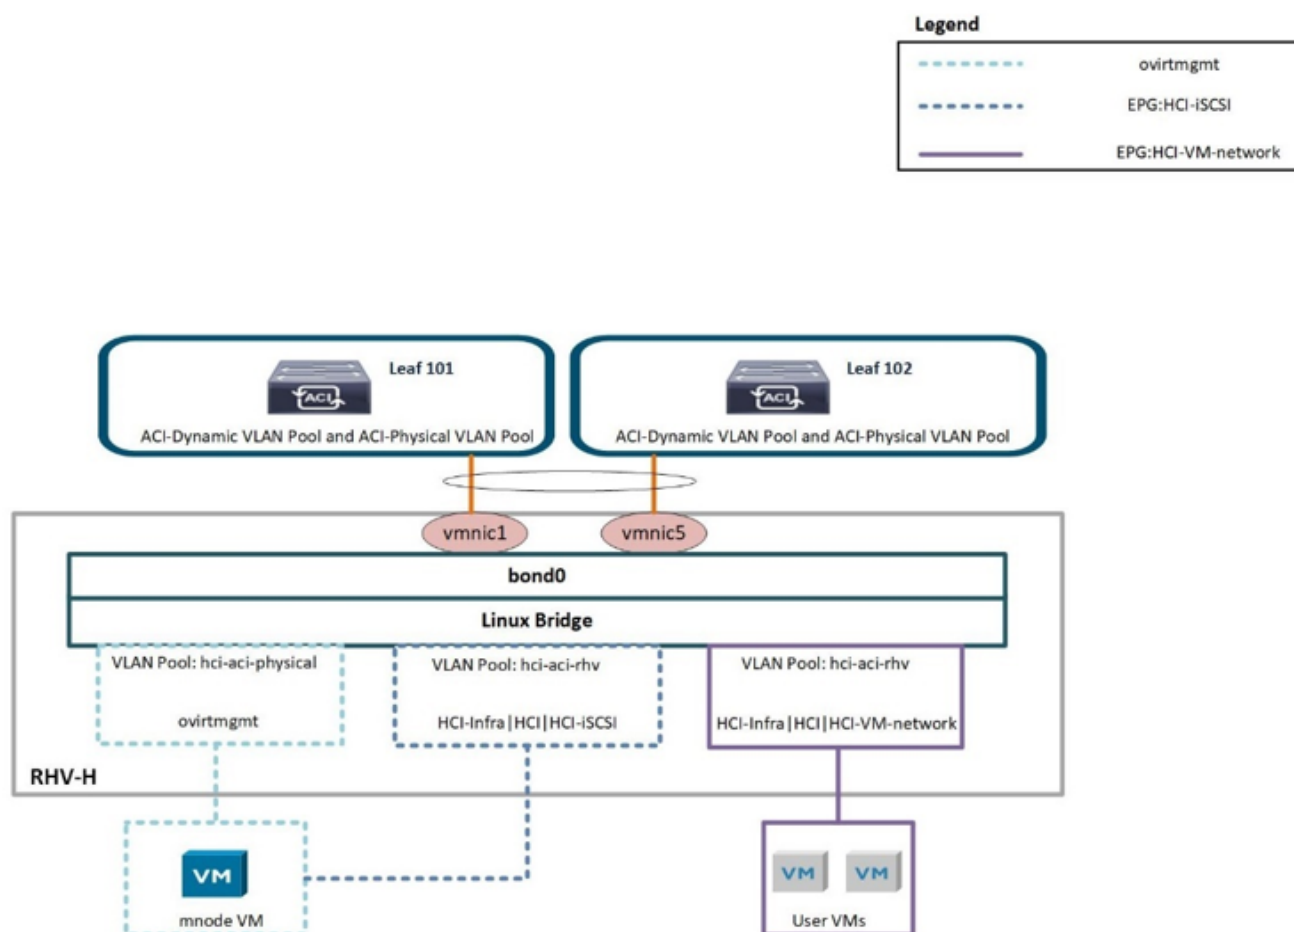 Legend
ovirtmgmt
EPG:HCI-iSCSI
EPG:HCI-VM-network
Leaf 101
ACI
ACI-Dynamic VLAN Pool and ACI-Physical VLAN Pool
Leaf 102
ACI
ACI-Dynamic VLAN Pool and ACI-Physical VLAN Pool
vmnic1
vmnic5
bond0
Linux Bridge
VLAN Pool: hci-aci-physical
ovirtmgmt
VLAN Pool: hci-aci-rhv
HCI-Infra|HCI|HCI-iSCSI
VLAN Pool: hci-aci-rhv
HCI-Infra|HCI|HCI-VM-network
RHV-H
VM
mnode VM
VM
VM
User VMs